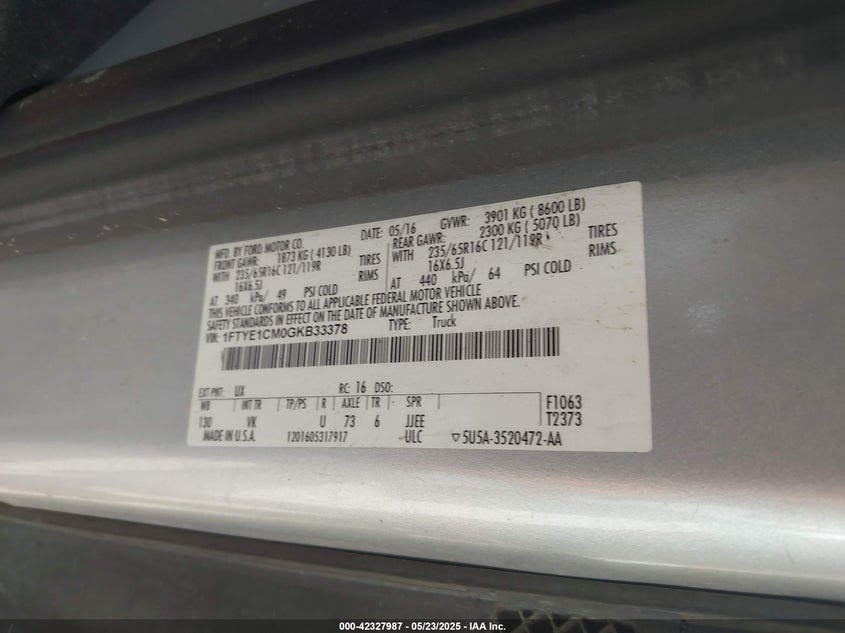 MFD. BY FORD MOTOR CO. DATE: 05/16 GVWR: 3901 KG ( 8600 LB)
FRONT GAWR: 1873 KG ( 4130 LB) REAR GAWR: 2300 KG ( 5070 LB)
WITH 235/65R16C 121/119R TIRES WITH 235/65R16C 121/119R TIRES
16X6.5J RIMS 16X6.5J RIMS
AT 340 kPa/ 49 PSI COLD AT 440 kPa/ 64 PSI COLD
THIS VEHICLE CONFORMS TO ALL APPLICABLE FEDERAL MOTOR VEHICLE
SAFETY STANDARDS IN EFFECT ON THE DATE OF MANUFACTURE SHOWN ABOVE.
VIN: 1FTYE1CM0GKB33378 TYPE: Truck
EXT PNT: UX RC: 16 DSO:
WB INT TR TP/PS R AXLE TR SPR F1063
130 VK U 73 6 JJEE T2373
MADE IN U.S.A. 1201605317917 ULC ▽5U5A-3520472-AA
000-42327987 - 05/23/2025 - IAA Inc.